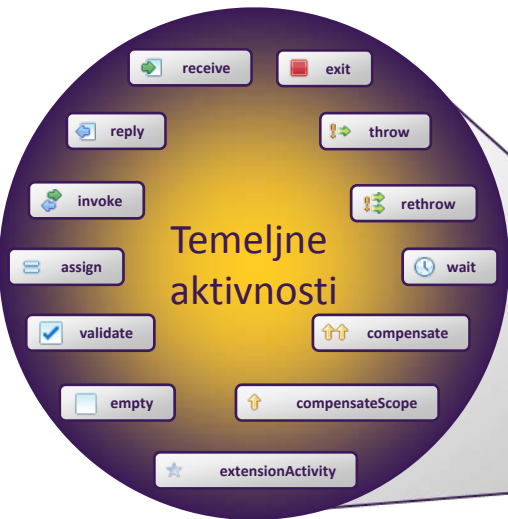 receive
exit
reply
throw
invoke
rethrow
Temeljne
aktivnosti
assign
wait
validate
compensate
empty
compensateScope
extensionActivity